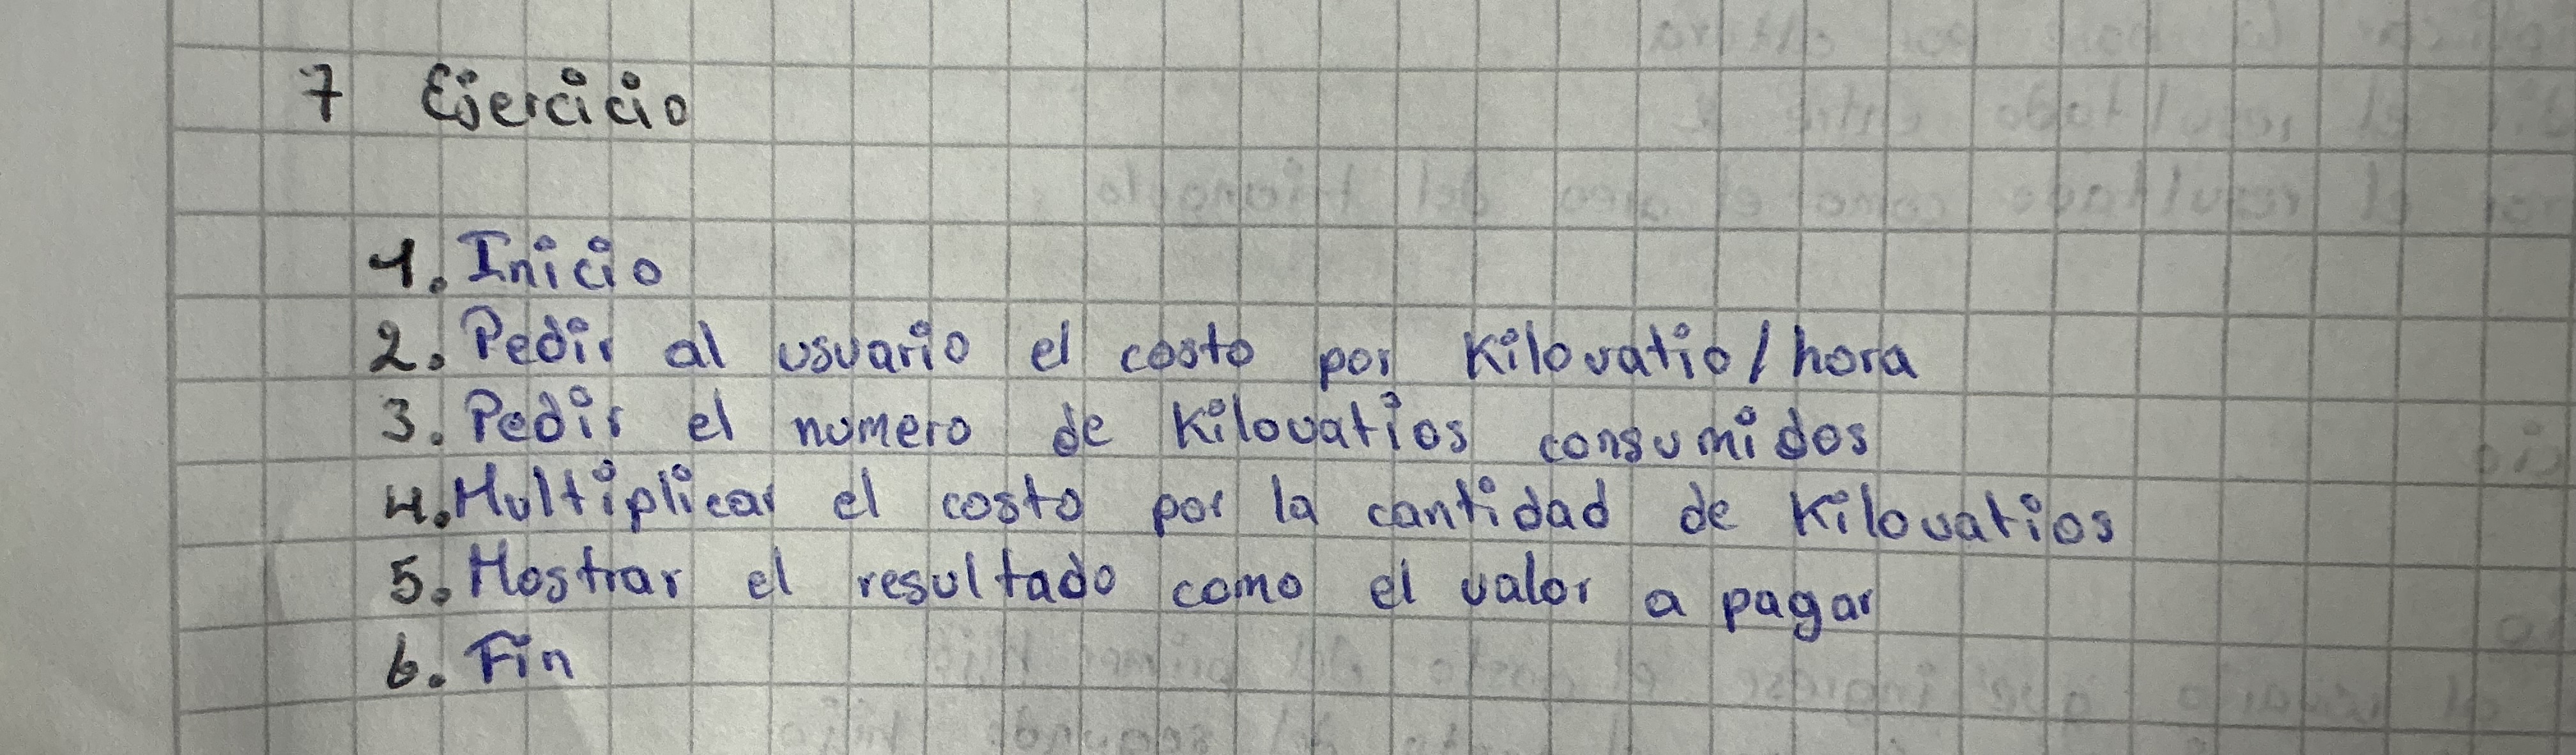 7 Ejercicio
1. Inicio
2. Pedir al usuario el costo por Kilovatio/hora
3. Pedir el numero de Kilovatios consumidos
4. Multiplicar el costo por la cantidad de Kilovatios
5. Mostrar el resultado como el valor a pagar
6. Fin